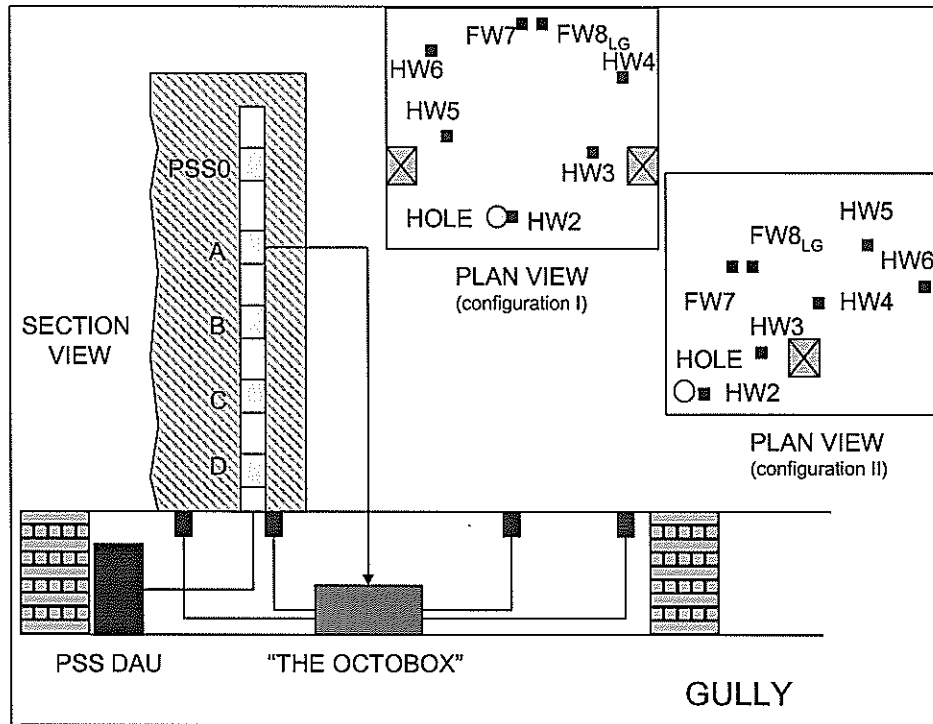 FW7
FW8LG
HW6
HW4
HW5
HW3
HOLE
HW2
PLAN VIEW
(configuration I)
PSS0
A
B
C
D
SECTION
VIEW
HW5
FW8LG
HW6
FW7
HW4
HW3
HOLE
HW2
PLAN VIEW
(configuration II)
PSS DAU
"THE OCTOBOX"
GULLY